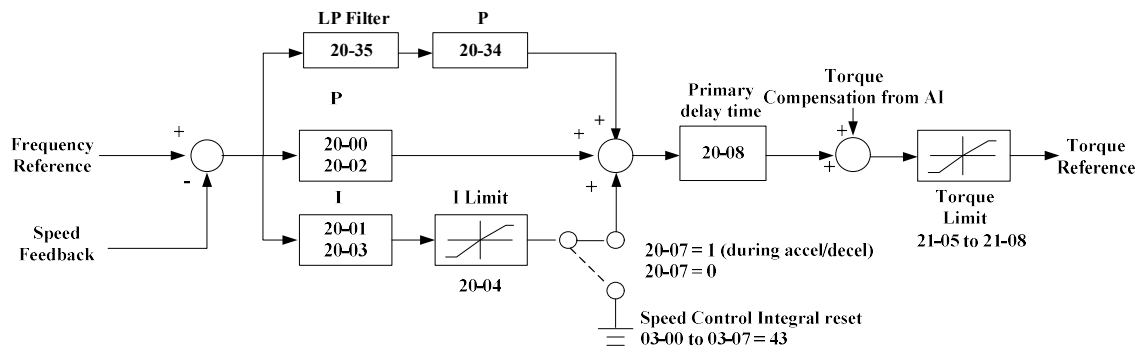 LP Filter
P
20-35
20-34
P
Primary
delay time
Torque
Compensation from AI
+
+
+
+
Frequency
Reference
20-00
20-02
20-08
Torque
Reference
-
+
+
I
I Limit
Torque
Limit
21-05 to 21-08
Speed
Feedback
20-01
20-03
20-07 = 1 (during accel/decel)
20-07 = 0
20-04
Speed Control Integral reset
03-00 to 03-07 = 43